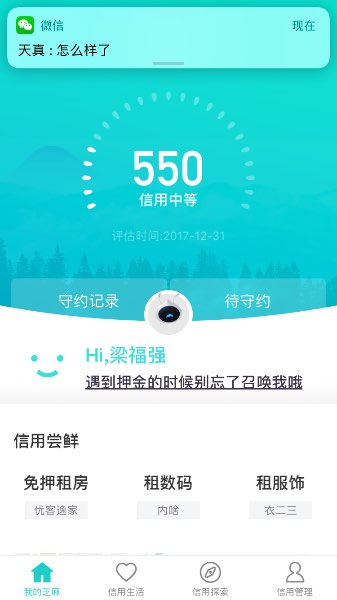 微信
现在
天真 : 怎么样了
550
信用中等
评估时间:2017-12-31
守约记录
待守约
Hi,梁福强
遇到押金的时候别忘了召唤我哦
信用尝鲜
免押租房
租数码
租服饰
优客逸家
内啥
衣二三
我的芝麻
信用生活
信用探索
信用管理